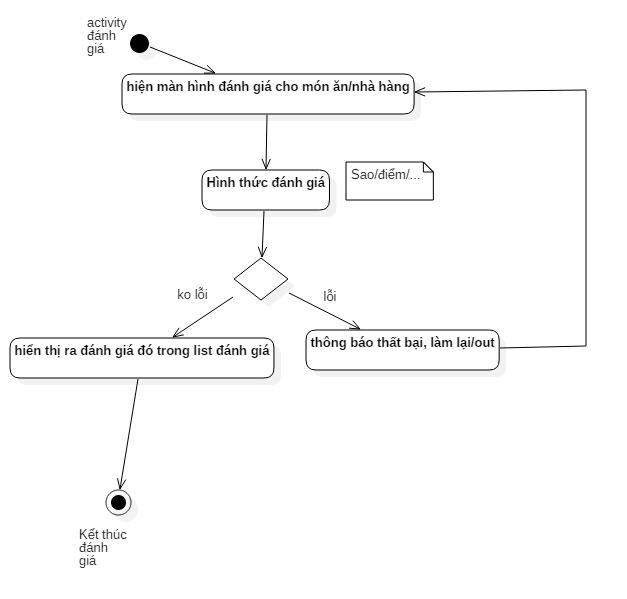 activity
đánh
giá
hiện màn hình đánh giá cho món ăn/nhà hàng
Hình thức đánh giá
Sao/điểm/...
ko lỗi
lỗi
hiển thị ra đánh giá đó trong list đánh giá
thông báo thất bại, làm lại/out
Kết thúc
đánh
giá